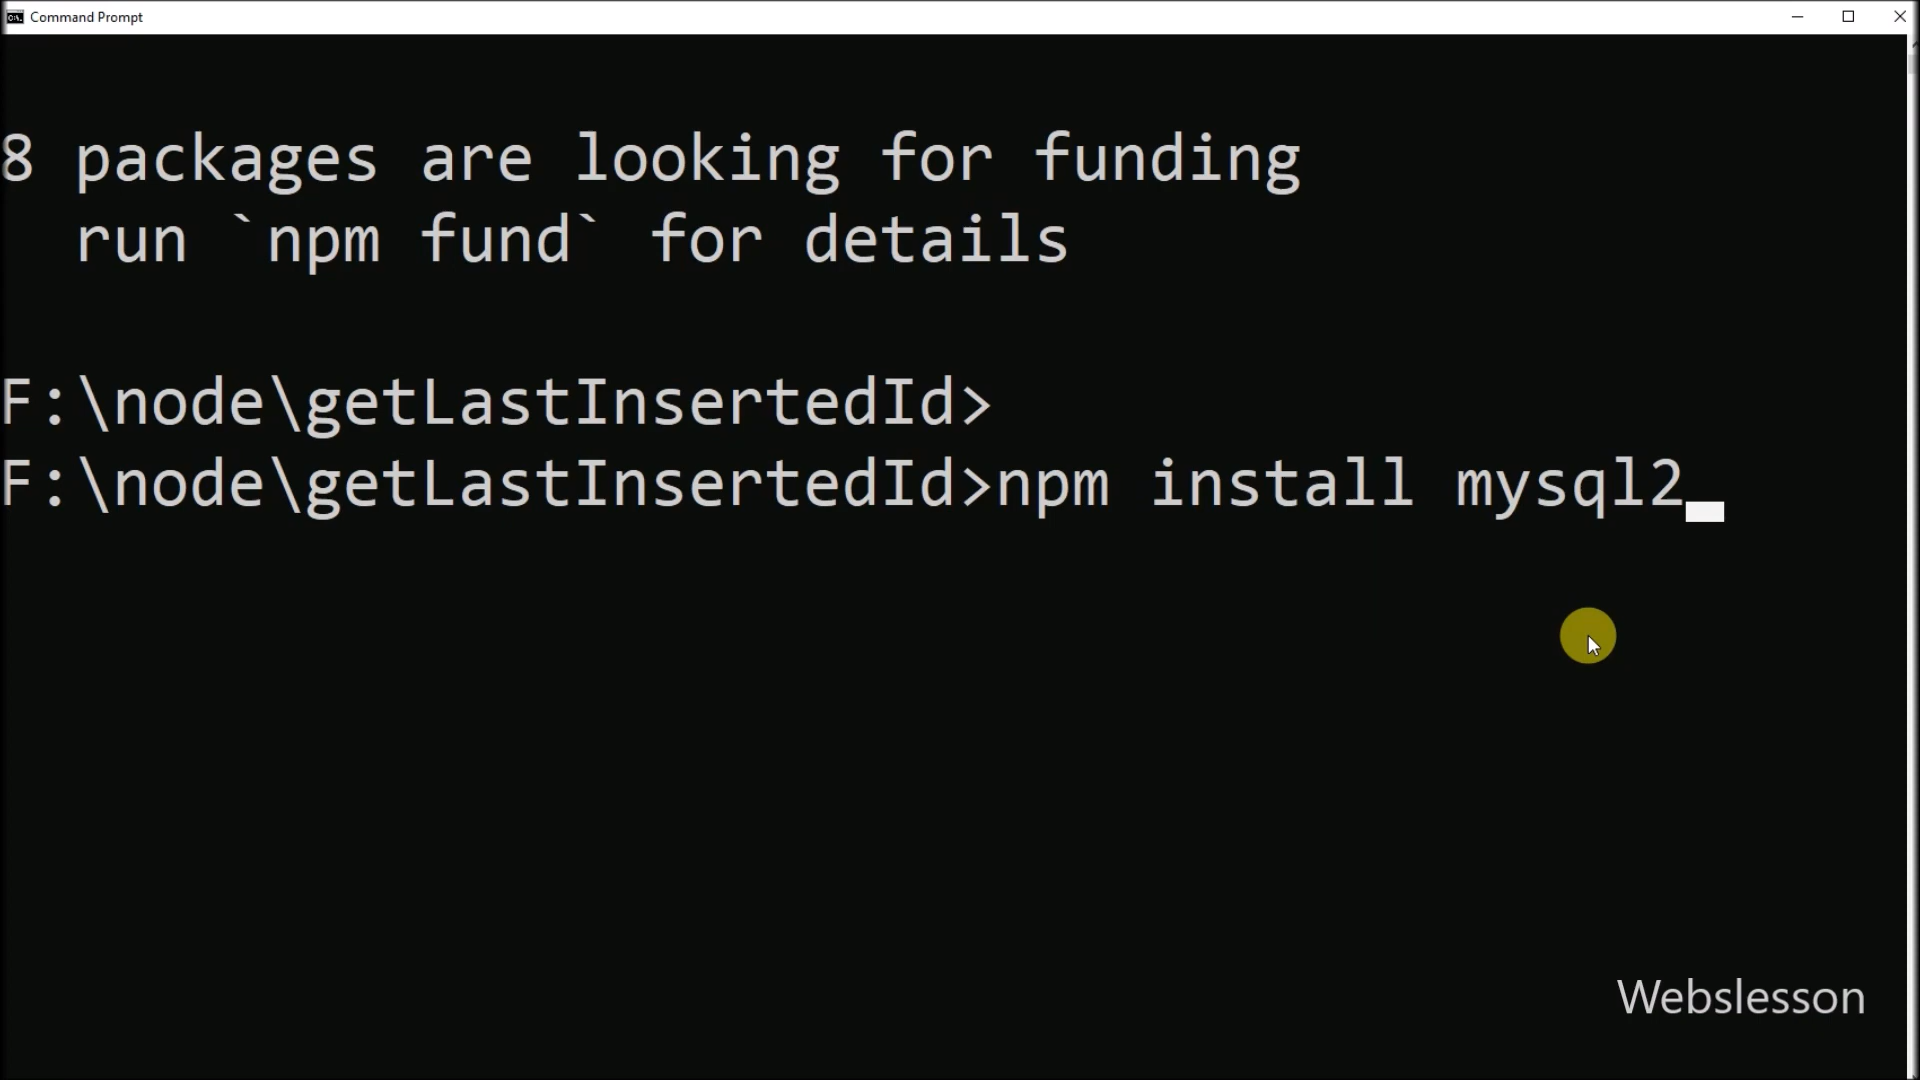 Command Prompt
8 packages are looking for funding
run `npm fund` for details
F:\node\getLastInsertedId>
F:\node\getLastInsertedId>npm install mysql2
Webslesson